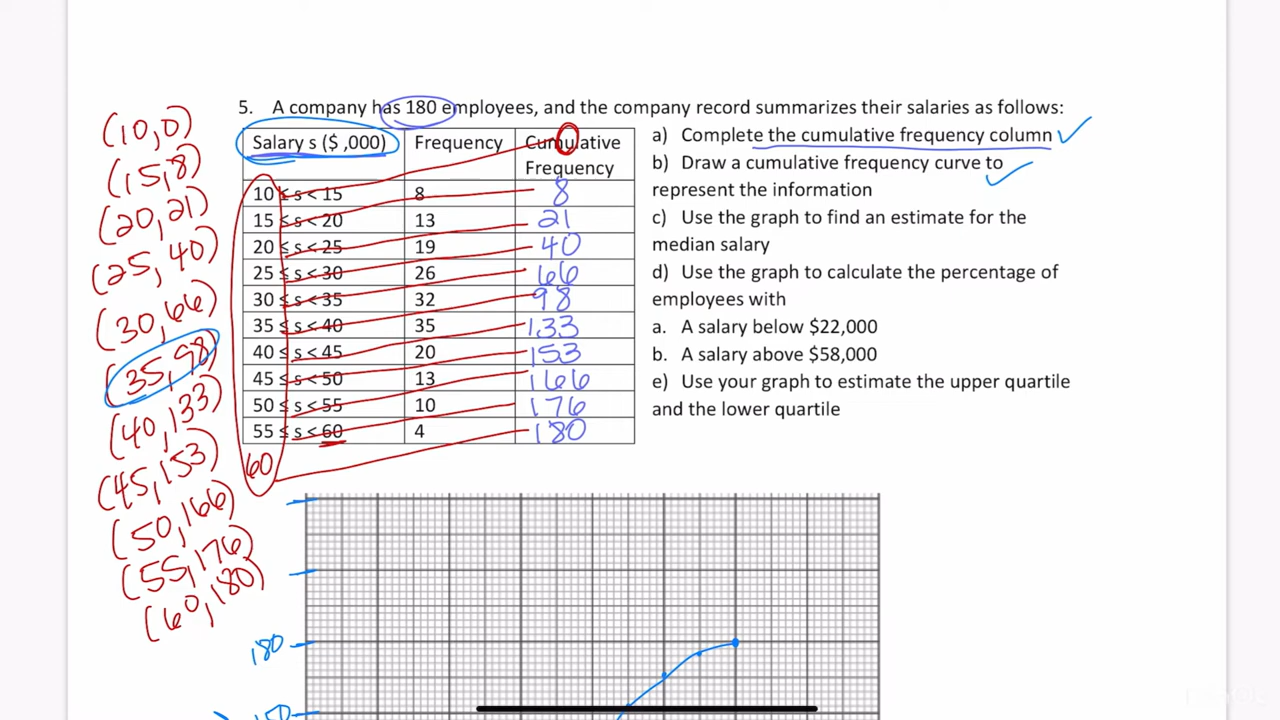 5. A company has 180 employees, and the company record summarizes their salaries as follows:
Salary s ($ ,000) Frequency Cumulative Frequency
0
10 ≤ s < 15 8 8
15 ≤ s < 20 13 21
20 ≤ s < 25 19 40
25 ≤ s < 30 26 66
30 ≤ s < 35 32 98
35 ≤ s < 40 35 133
40 ≤ s < 45 20 153
45 ≤ s < 50 13 166
50 ≤ s < 55 10 176
55 ≤ s < 60 4 180
60
a) Complete the cumulative frequency column
b) Draw a cumulative frequency curve to
represent the information
c) Use the graph to find an estimate for the
median salary
d) Use the graph to calculate the percentage of
employees with
a. A salary below $22,000
b. A salary above $58,000
e) Use your graph to estimate the upper quartile
and the lower quartile
(10,0)
(15,8)
(20,21)
(25,40)
(30,66)
(35,98)
(40,133)
(45,153)
(50,166)
(55,176)
(60,180)
180
150